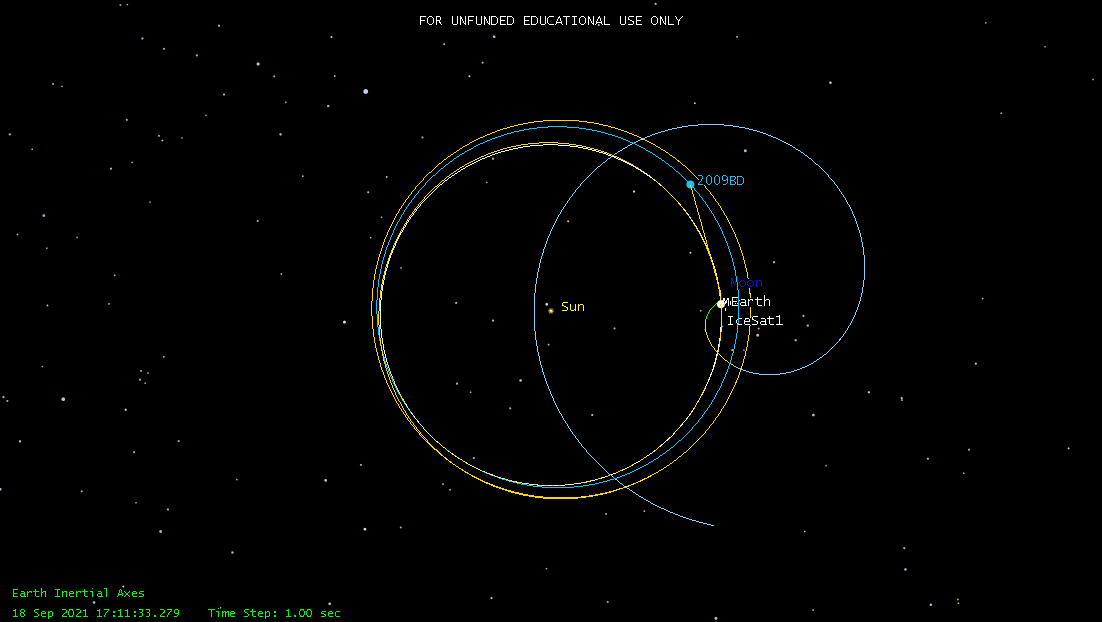 FOR UNFUNDED EDUCATIONAL USE ONLY
2009BD
Moon
Earth
Sun
IceSat1
Earth Inertial Axes
18 Sep 2021 17:11:33.279 Time Step: 1.00 sec